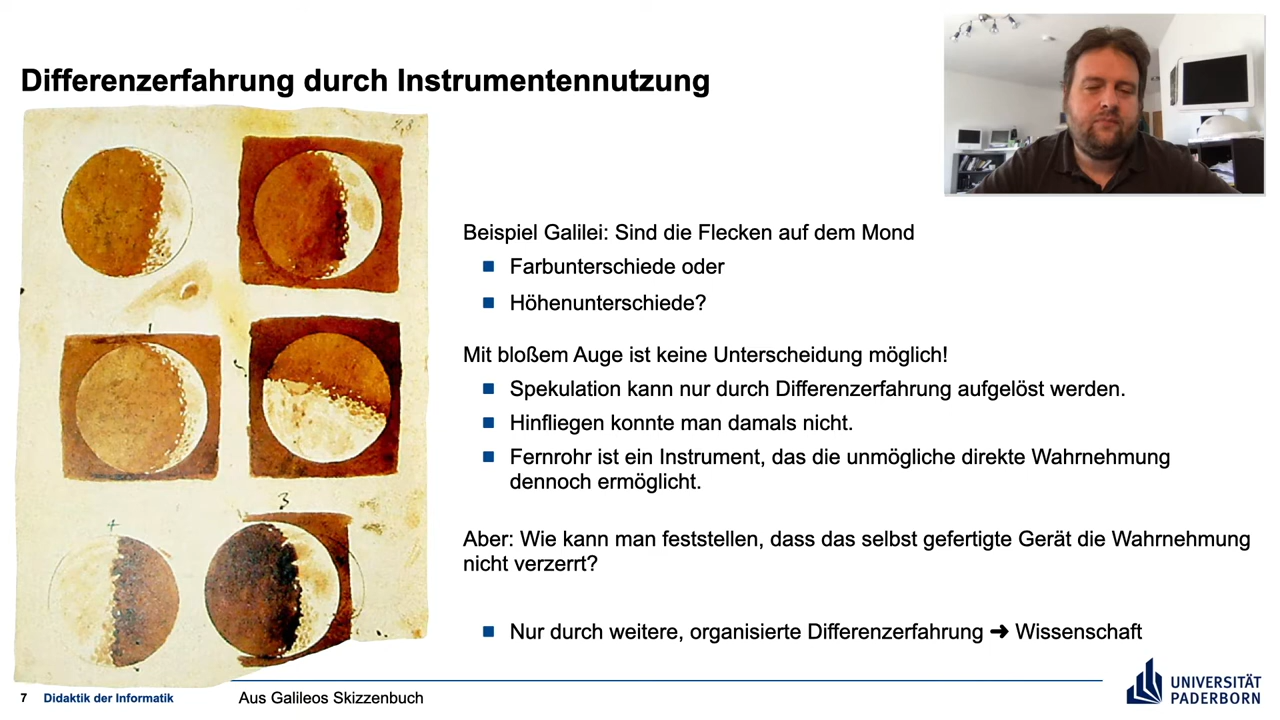 Differenzerfahrung durch Instrumentennutzung
Beispiel Galilei: Sind die Flecken auf dem Mond
Farbunterschiede oder
Höhenunterschiede?
Mit bloßem Auge ist keine Unterscheidung möglich!
Spekulation kann nur durch Differenzerfahrung aufgelöst werden.
Hinfliegen konnte man damals nicht.
Fernrohr ist ein Instrument, das die unmögliche direkte Wahrnehmung
dennoch ermöglicht.
Aber: Wie kann man feststellen, dass das selbst gefertigte Gerät die Wahrnehmung
nicht verzerrt?
Nur durch weitere, organisierte Differenzerfahrung ➜ Wissenschaft
7 Didaktik der Informatik
Aus Galileos Skizzenbuch
UNIVERSITÄT
PADERBORN